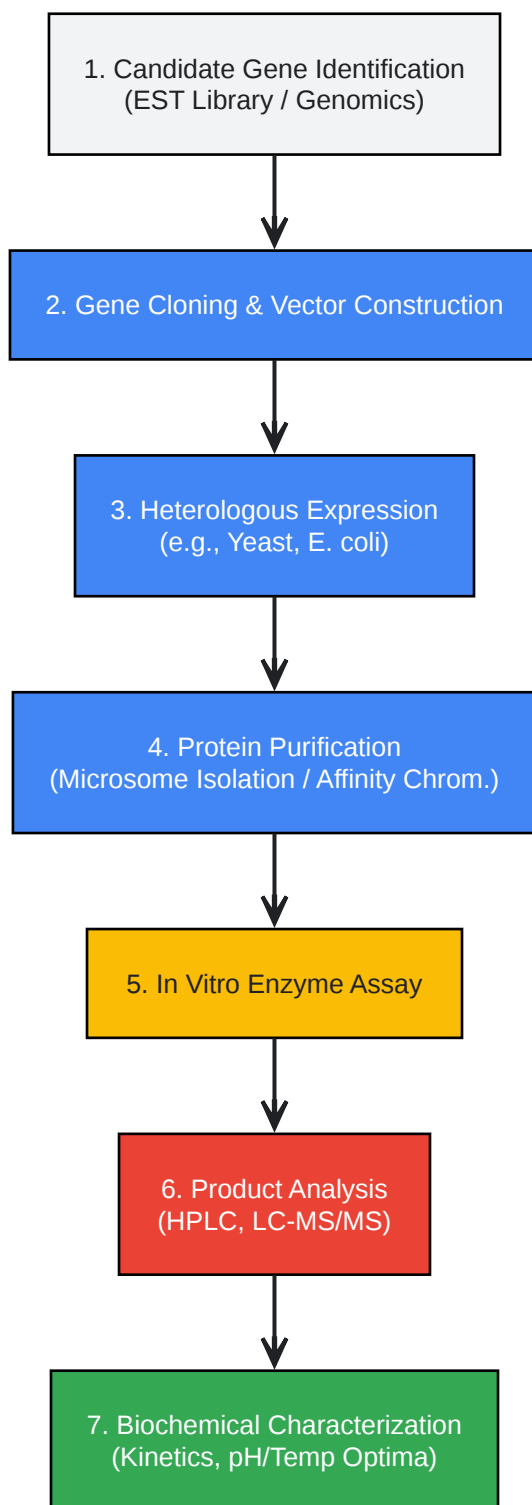 1. Candidate Gene Identification
(EST Library / Genomics)
2. Gene Cloning & Vector Construction
3. Heterologous Expression
(e.g., Yeast, E. coli)
4. Protein Purification
(Microsome Isolation / Affinity Chrom.)
5. In Vitro Enzyme Assay
6. Product Analysis
(HPLC, LC-MS/MS)
7. Biochemical Characterization
(Kinetics, pH/Temp Optima)